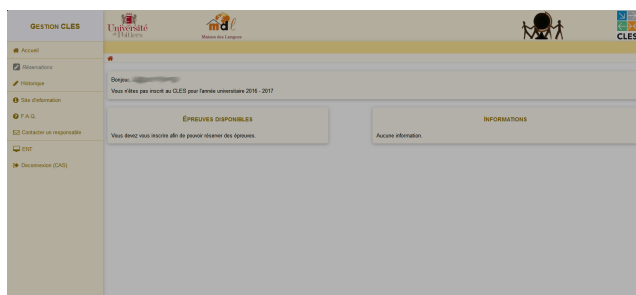 GESTION CLES
Université
de Poitiers
mdl
Maison des Langues
CLES
Accueil
Réservations
Historique
Site d'information
F.A.Q.
Contacter un responsable
ENT
Déconnexion (CAS)
Bonjour,
Vous n'êtes pas inscrit au CLES pour l'année universitaire 2016 - 2017
ÉPREUVES DISPONIBLES
Vous devez vous inscrire afin de pouvoir réserver des épreuves.
INFORMATIONS
Aucune information.